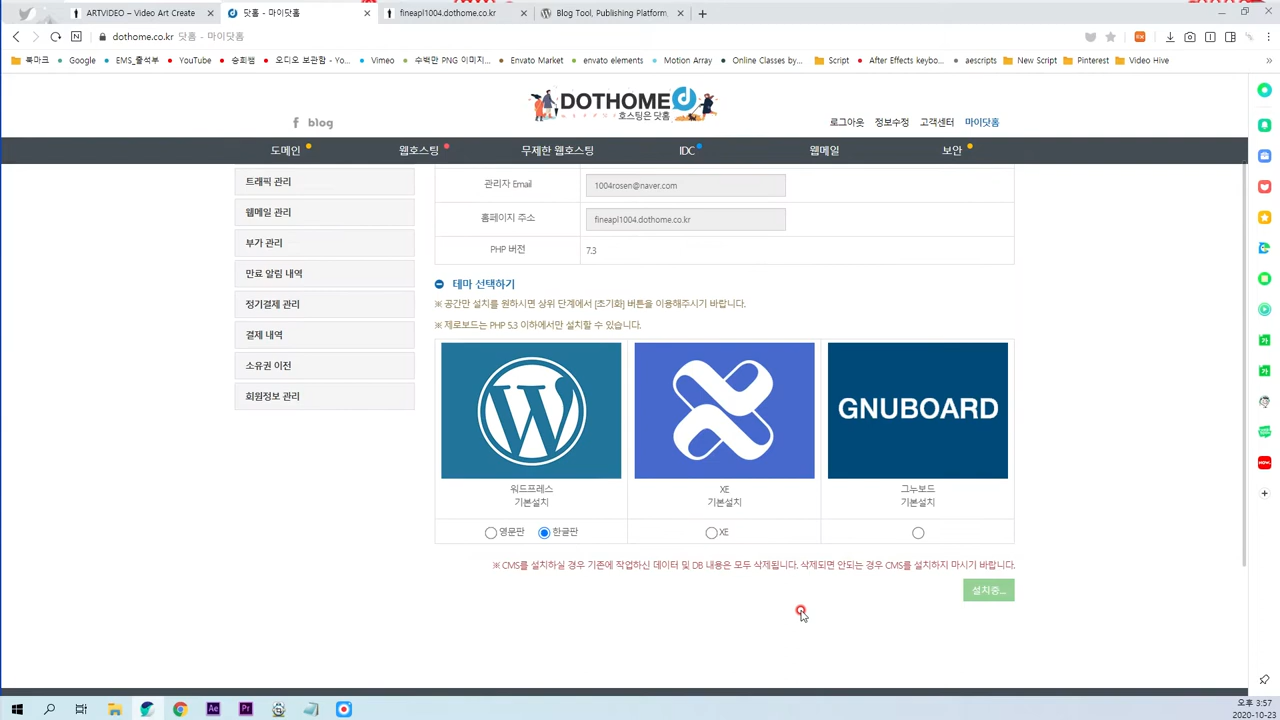 ARTVIDEO – Video Art Create
닷홈 - 마이닷홈
fineapl1004.dothome.co.kr
Blog Tool, Publishing Platform,
dothome.co.kr 닷홈 - 마이닷홈
북마크
Google
EMS_출석부
YouTube
승희쌤
오디오 보관함 - Yo...
Vimeo
수백만 PNG 이미지...
Envato Market
envato elements
Motion Array
Online Classes by...
Script
After Effects keybo...
aescripts
New Script
Pinterest
Video Hive
f blog
DOTHOME d
호스팅은 닷홈
로그아웃 정보수정 고객센터 마이닷홈
도메인 웹호스팅 무제한 웹호스팅 IDC 웹메일 보안
트래픽 관리
웹메일 관리
부가 관리
만료 알림 내역
정기결제 관리
결제 내역
소유권 이전
회원정보 관리
관리자 Email 1004rosen@naver.com
홈페이지 주소 fineapl1004.dothome.co.kr
PHP 버전 7.3
테마 선택하기
※ 공간만 설치를 원하시면 상위 단계에서 [초기화] 버튼을 이용해주시기 바랍니다.
※ 제로보드는 PHP 5.3 이하에서만 설치할 수 있습니다.
GNUBOARD
워드프레스
기본설치
XE
기본설치
그누보드
기본설치
영문판 한글판 XE
※ CMS를 설치하실 경우 기존에 작업하신 데이터 및 DB 내용은 모두 삭제됩니다. 삭제되면 안되는 경우 CMS를 설치하지 마시기 바랍니다.
설치중...
오후 3:57
2020-10-23